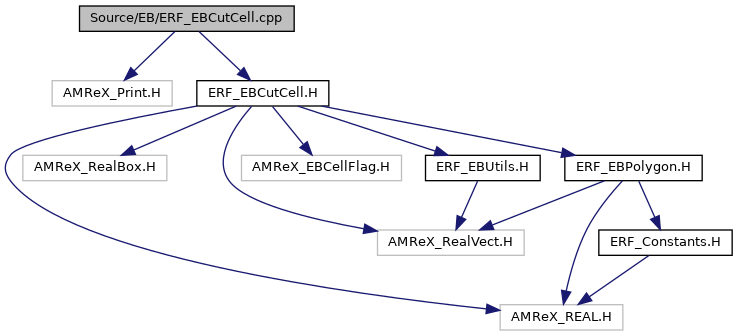 Source/EB/ERF_EBCutCell.cpp
AMReX_Print.H
ERF_EBCutCell.H
AMReX_RealBox.H
AMReX_EBCellFlag.H
ERF_EBUtils.H
ERF_EBPolygon.H
AMReX_RealVect.H
ERF_Constants.H
AMReX_REAL.H